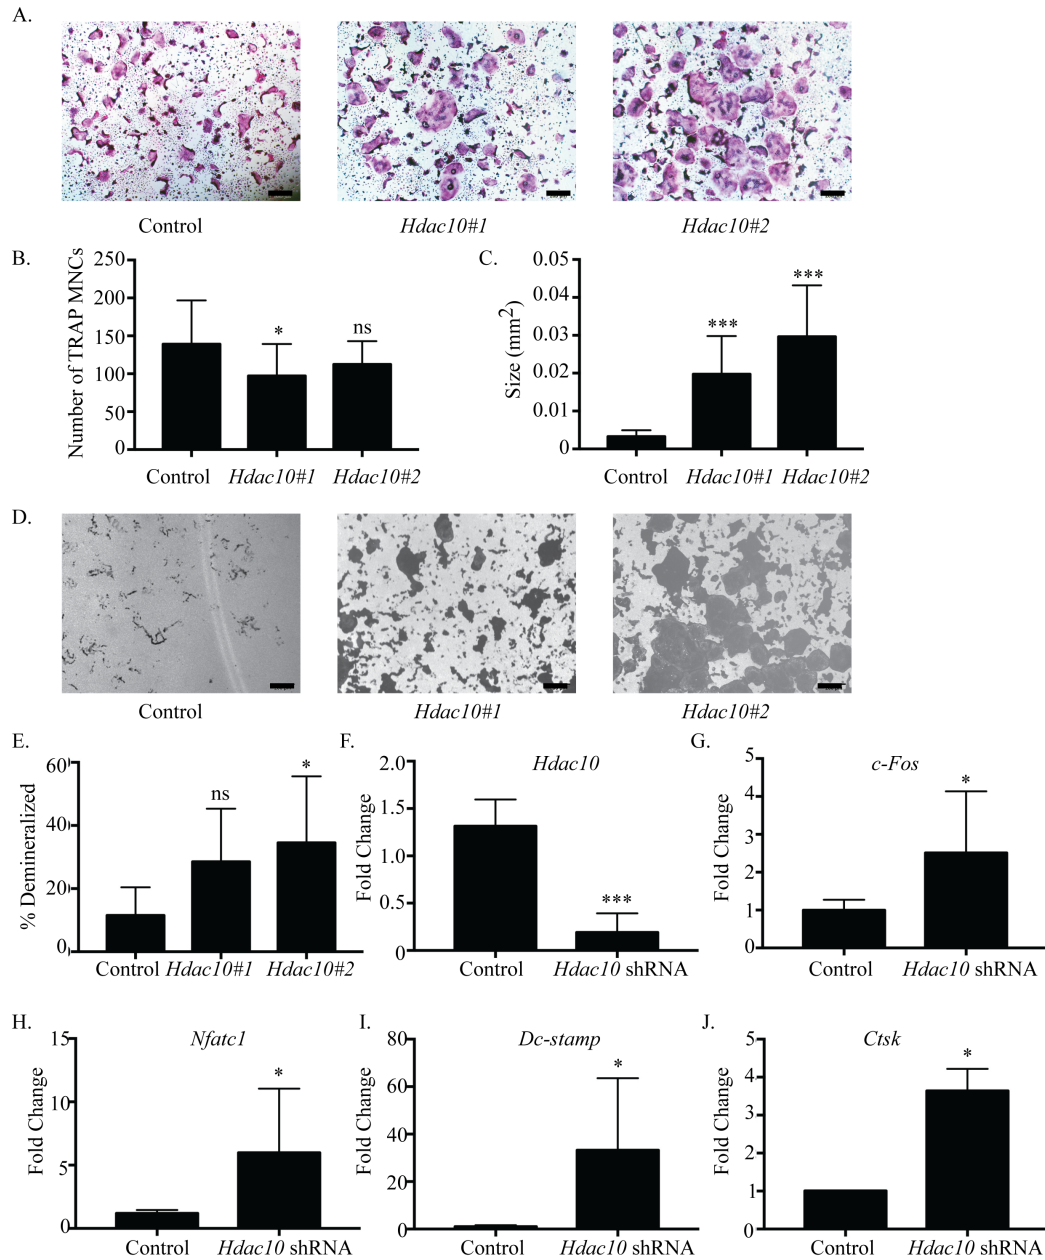 A.
Control
Hdac10#1
Hdac10#2
B.
Number of TRAP MNCs
250
200
150
100
50
0
*
ns
Control
Hdac10#1
Hdac10#2
C.
Size (mm2)
0.05
0.04
0.03
0.02
0.01
0
***
***
Control
Hdac10#1
Hdac10#2
D.
Control
Hdac10#1
Hdac10#2
E.
% Demineralized
60
40
20
0
ns
*
Control
Hdac10#1
Hdac10#2
F.
Hdac10
Fold Change
2.0
1.5
1.0
0.5
0
***
Control
Hdac10 shRNA
G.
c-Fos
Fold Change
5
4
3
2
1
0
*
Control
Hdac10 shRNA
H.
Nfatc1
Fold Change
15
10
5
0
*
Control
Hdac10 shRNA
I.
Dc-stamp
Fold Change
80
60
40
20
0
*
Control
Hdac10 shRNA
J.
Ctsk
Fold Change
5
4
3
2
1
0
*
Control
Hdac10 shRNA